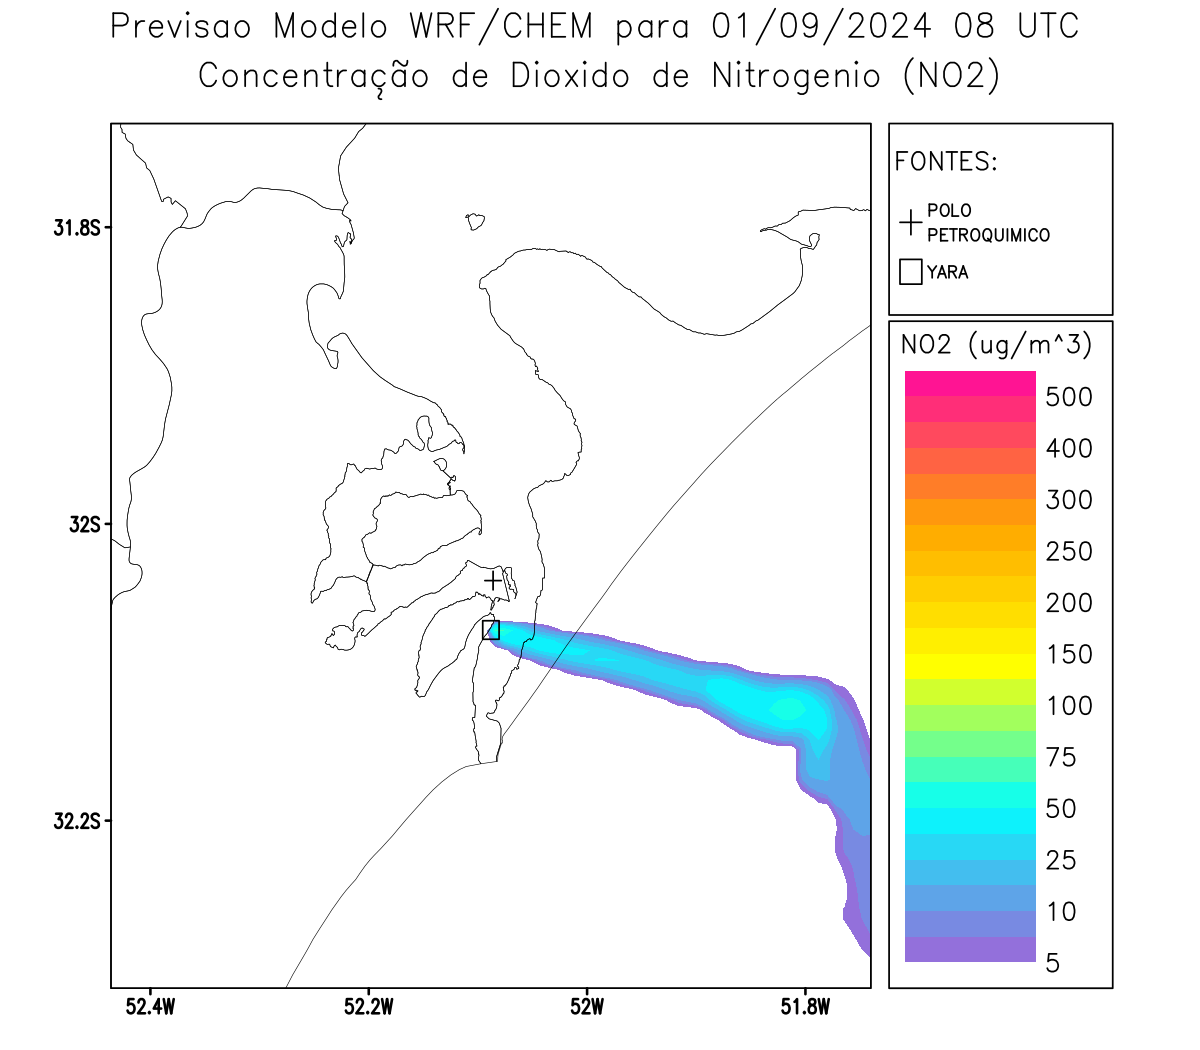 Previsao Modelo WRF/CHEM para 01/09/2024 08 UTC
Concentração de Dioxido de Nitrogenio (NO2)
FONTES:
POLO
PETROQUIMICO
YARA
31.8S
32S
32.2S
52.4W
52.2W
52W
51.8W
NO2 (ug/m^3)
500
400
300
250
200
150
100
75
50
25
10
5